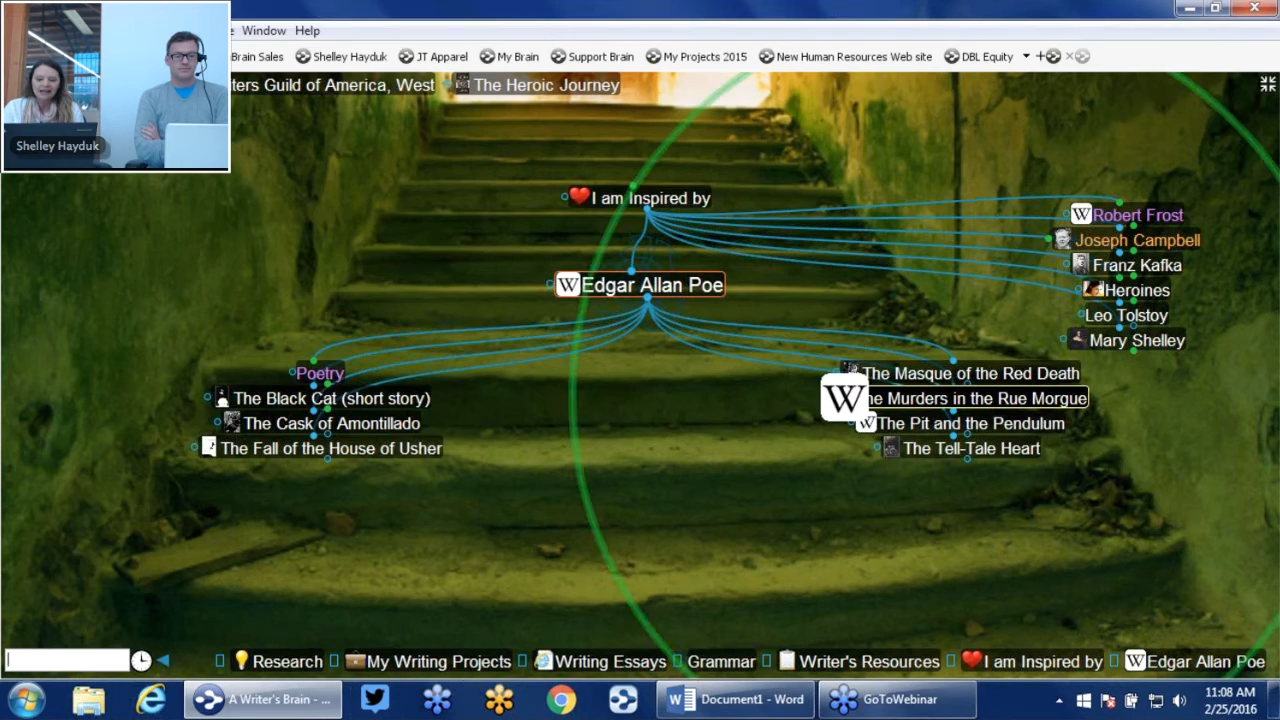 Window Help
Brain Sales Shelley Hayduk JT Apparel My Brain Support Brain My Projects 2015 New Human Resources Web site DBL Equity
ters Guild of America, West The Heroic Journey
Shelley Hayduk
I am Inspired by
W Robert Frost
Joseph Campbell
Franz Kafka
W Edgar Allan Poe
Heroines
Leo Tolstoy
Mary Shelley
Poetry
The Masque of the Red Death
The Black Cat (short story)
W he Murders in the Rue Morgue
The Cask of Amontillado
W The Pit and the Pendulum
The Fall of the House of Usher
The Tell-Tale Heart
Research My Writing Projects Writing Essays Grammar Writer's Resources I am Inspired by W Edgar Allan Poe
A Writer's Brain - ... Document1 - Word GoToWebinar
11:08 AM
2/25/2016